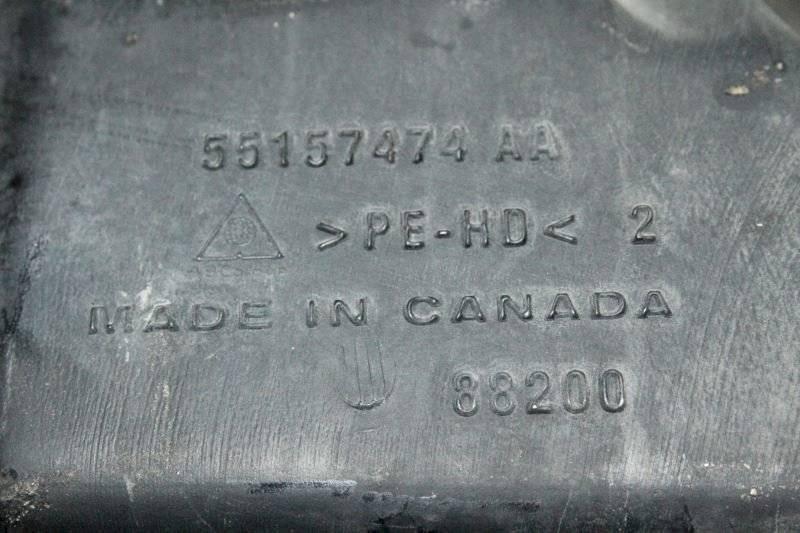 55157474 AA
>PE-HD< 2
MADE IN CANADA
88200